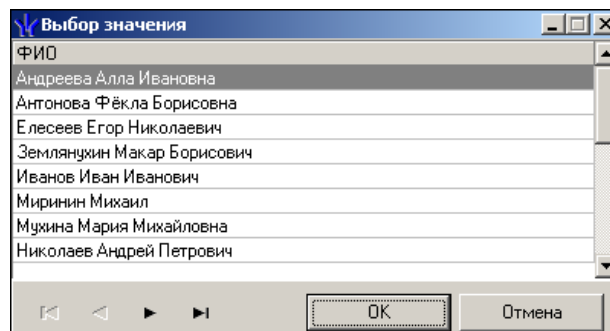 Выбор значения
ФИО
Андреева Алла Ивановна
Антонова Фёкла Борисовна
Елесеев Егор Николаевич
Землянухин Макар Борисович
Иванов Иван Иванович
Миринин Михаил
Мухина Мария Михайловна
Николаев Андрей Петрович
OK
Отмена